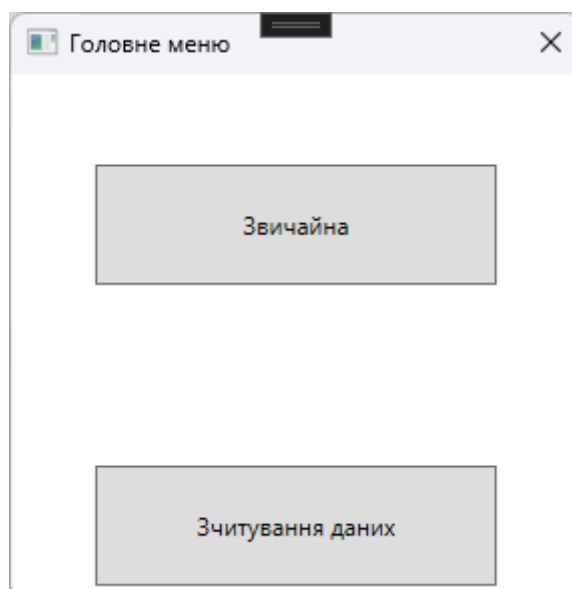 Головне меню
Звичайна
Зчитування даних